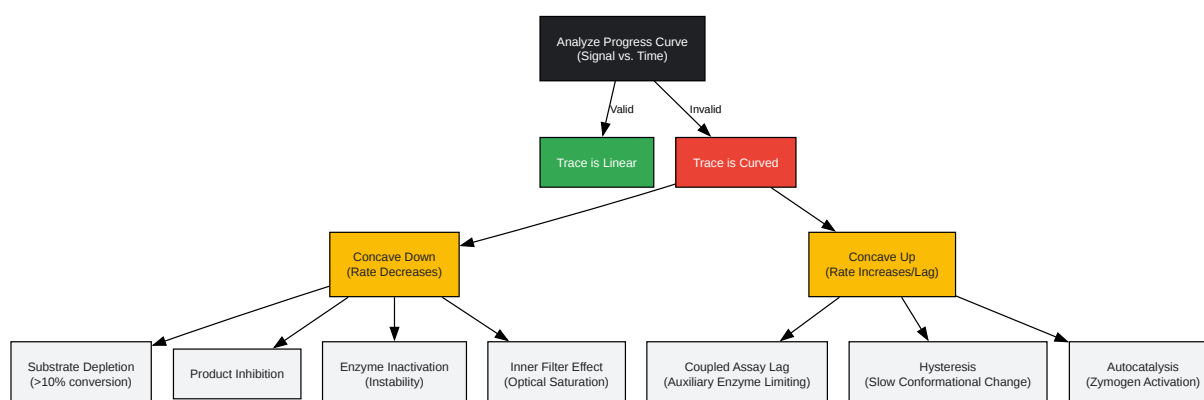 Analyze Progress Curve
(Signal vs. Time)
Valid
Invalid
Trace is Linear
Trace is Curved
Concave Down
(Rate Decreases)
Concave Up
(Rate Increases/Lag)
Substrate Depletion
(>10% conversion)
Product Inhibition
Enzyme Inactivation
(Instability)
Inner Filter Effect
(Optical Saturation)
Coupled Assay Lag
(Auxiliary Enzyme Limiting)
Hysteresis
(Slow Conformational Change)
Autocatalysis
(Zymogen Activation)